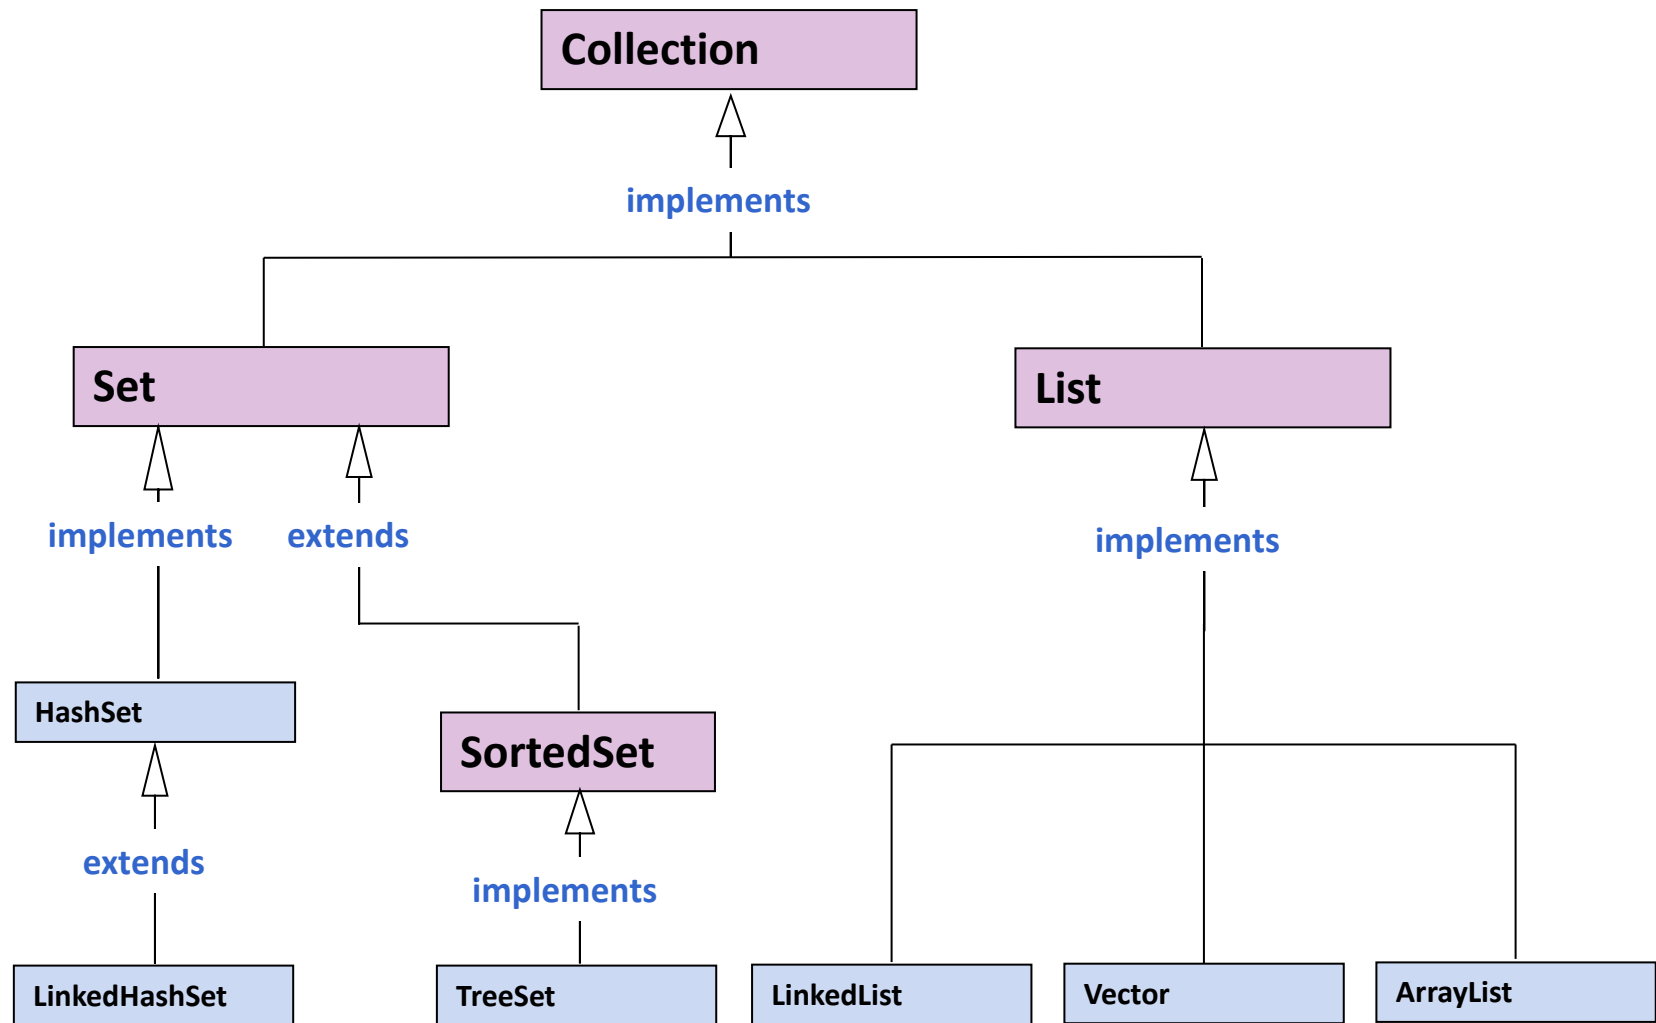 Collection
implements
Set
List
implements
extends
implements
HashSet
SortedSet
extends
implements
LinkedHashSet
TreeSet
LinkedList
Vector
ArrayList